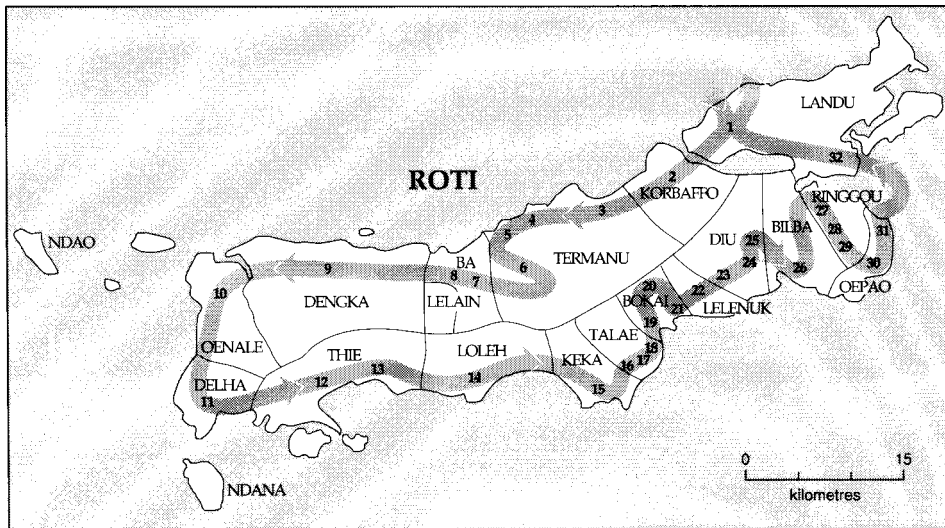 LANDU
1
32
ROTI
2
KORBAFFO
RINGGOU
27
3
4
NDAO
5
BA
TERMANU
DIU
25
BILBA
28
31
29
6
24
26
30
9
8
7
23
OEPAO
10
DENGKA
LELAIN
20
BOKAI
22
21
LELENUK
19
TALAE
18
OENALE
THIE
LOLEH
KEKA
17
16
DELHA
12
13
14
15
11
0 15
kilometres
NDANA